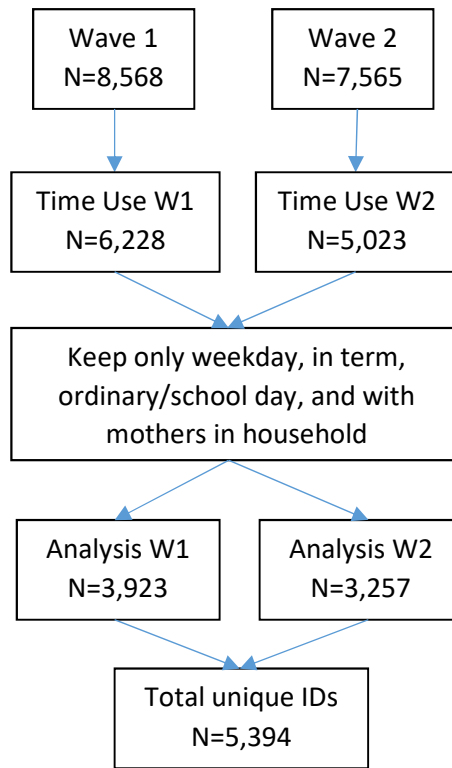 Wave 1
N=8,568
Wave 2
N=7,565
Time Use W1
N=6,228
Time Use W2
N=5,023
Keep only weekday, in term,
ordinary/school day, and with
mothers in household
Analysis W1
N=3,923
Analysis W2
N=3,257
Total unique IDs
N=5,394